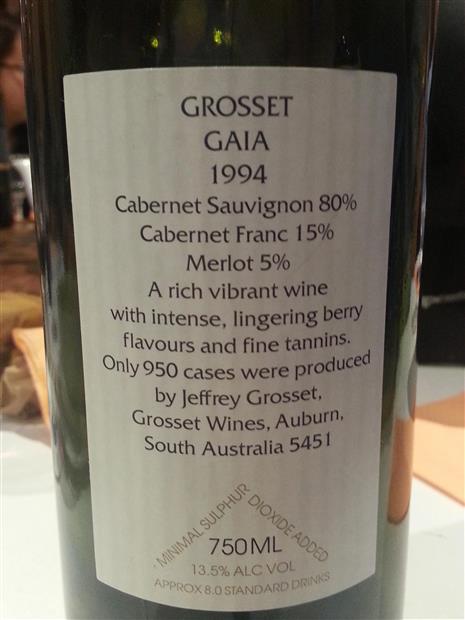 GROSSET
GAIA
1994
Cabernet Sauvignon 80%
Cabernet Franc 15%
Merlot 5%
A rich vibrant wine
with intense, lingering berry
flavours and fine tannins.
Only 950 cases were produced
by Jeffrey Grosset,
Grosset Wines, Auburn,
South Australia 5451
MINIMAL SULPHUR DIOXIDE ADDED
750ML
13.5% ALC VOL
APPROX 8.0 STANDARD DRINKS